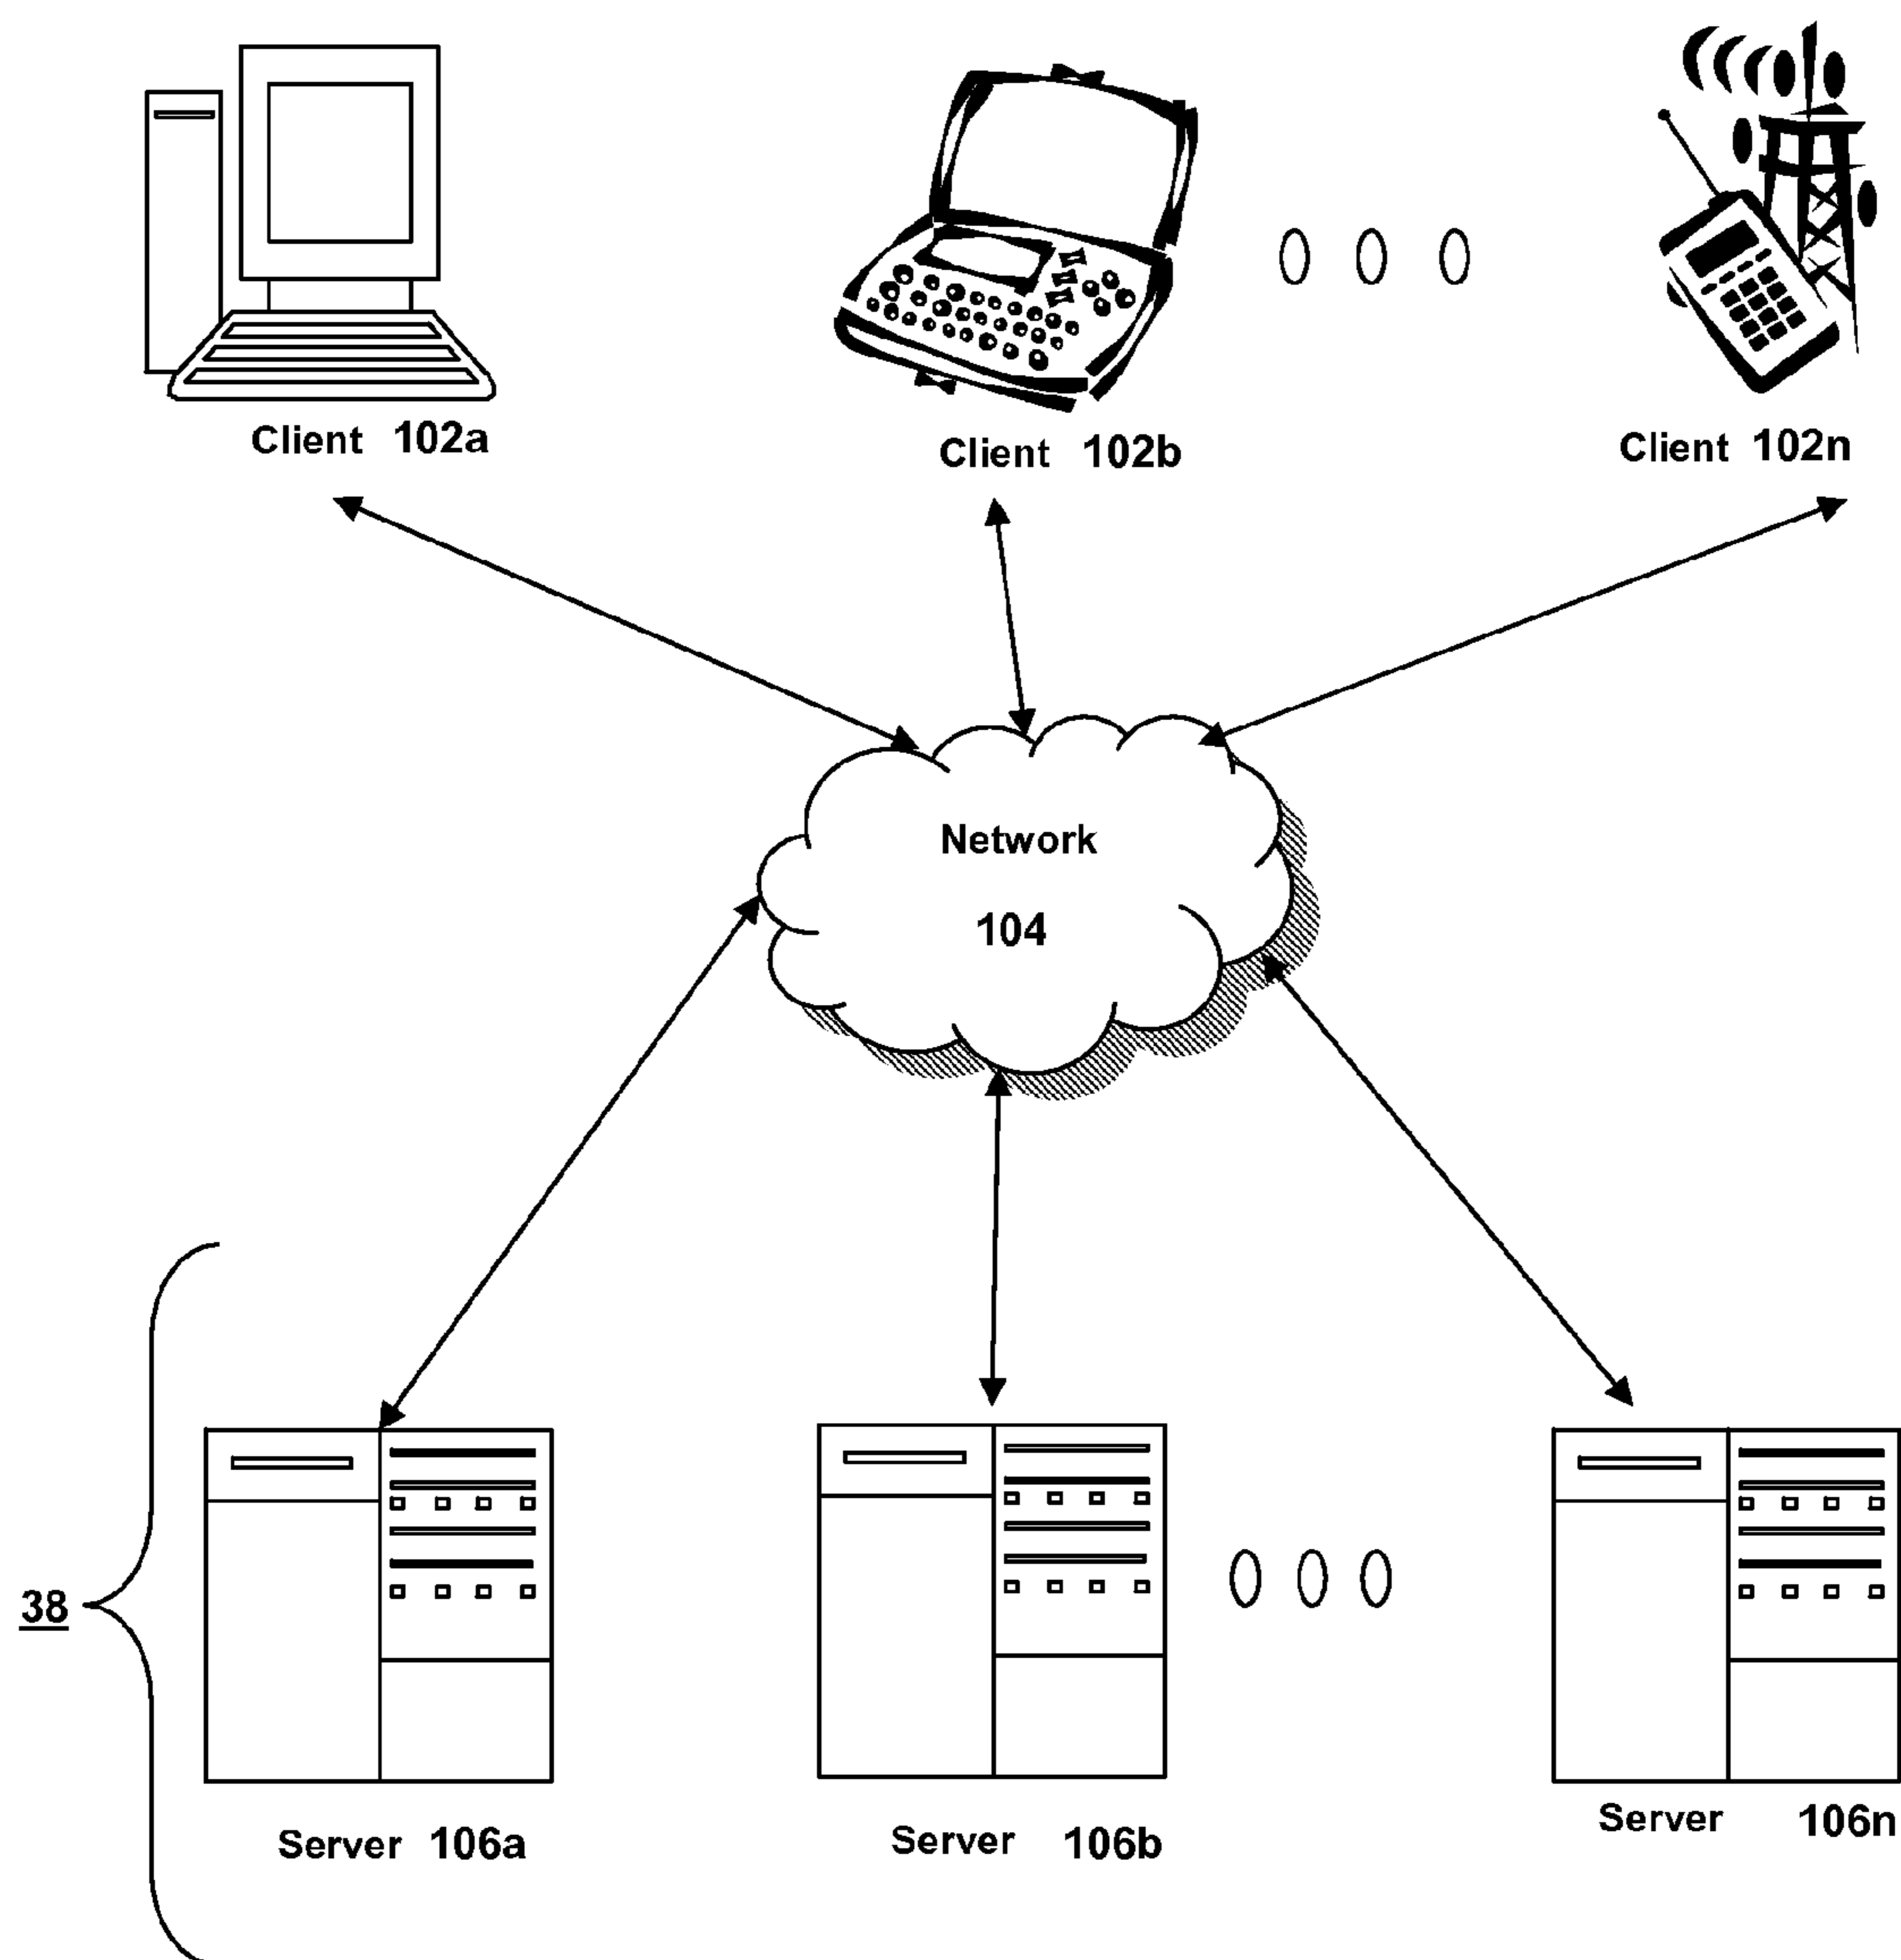 Client 102a
Client 102b
Client 102n
Network
104
38
Server 106a
Server 106b
Server 106n